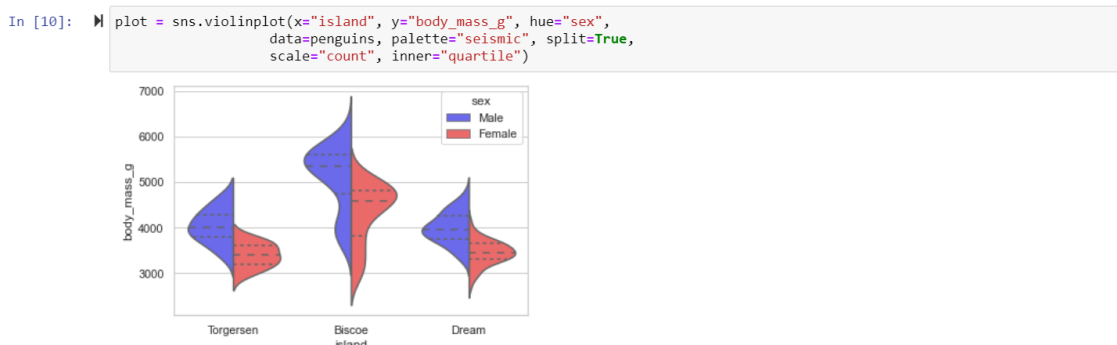 In [10]:
plot = sns.violinplot(x="island", y="body_mass_g", hue="sex",
data=penguins, palette="seismic", split=True,
scale="count", inner="quartile")
7000
6000
5000
4000
3000
body_mass_g
sex
Male
Female
Torgersen
Biscoe
Dream
island